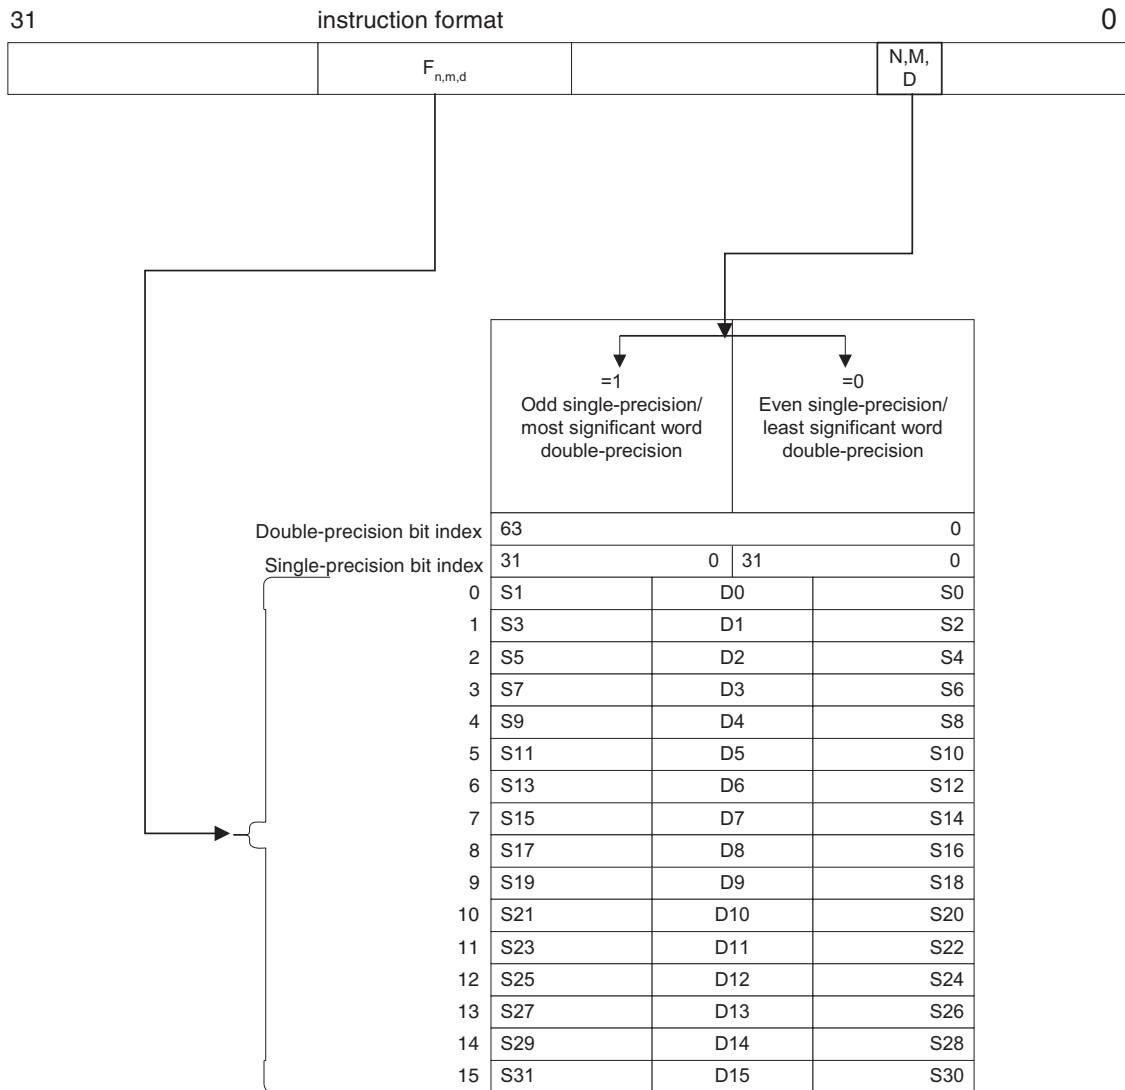 31 instruction format 0
Fn,m,d
N,M,
D
=1
Odd single-precision/
most significant word
double-precision
=0
Even single-precision/
least significant word
double-precision
Double-precision bit index 63 0
Single-precision bit index 31 0 31 0
0 S1 D0 S0
1 S3 D1 S2
2 S5 D2 S4
3 S7 D3 S6
4 S9 D4 S8
5 S11 D5 S10
6 S13 D6 S12
7 S15 D7 S14
8 S17 D8 S16
9 S19 D9 S18
10 S21 D10 S20
11 S23 D11 S22
12 S25 D12 S24
13 S27 D13 S26
14 S29 D14 S28
15 S31 D15 S30